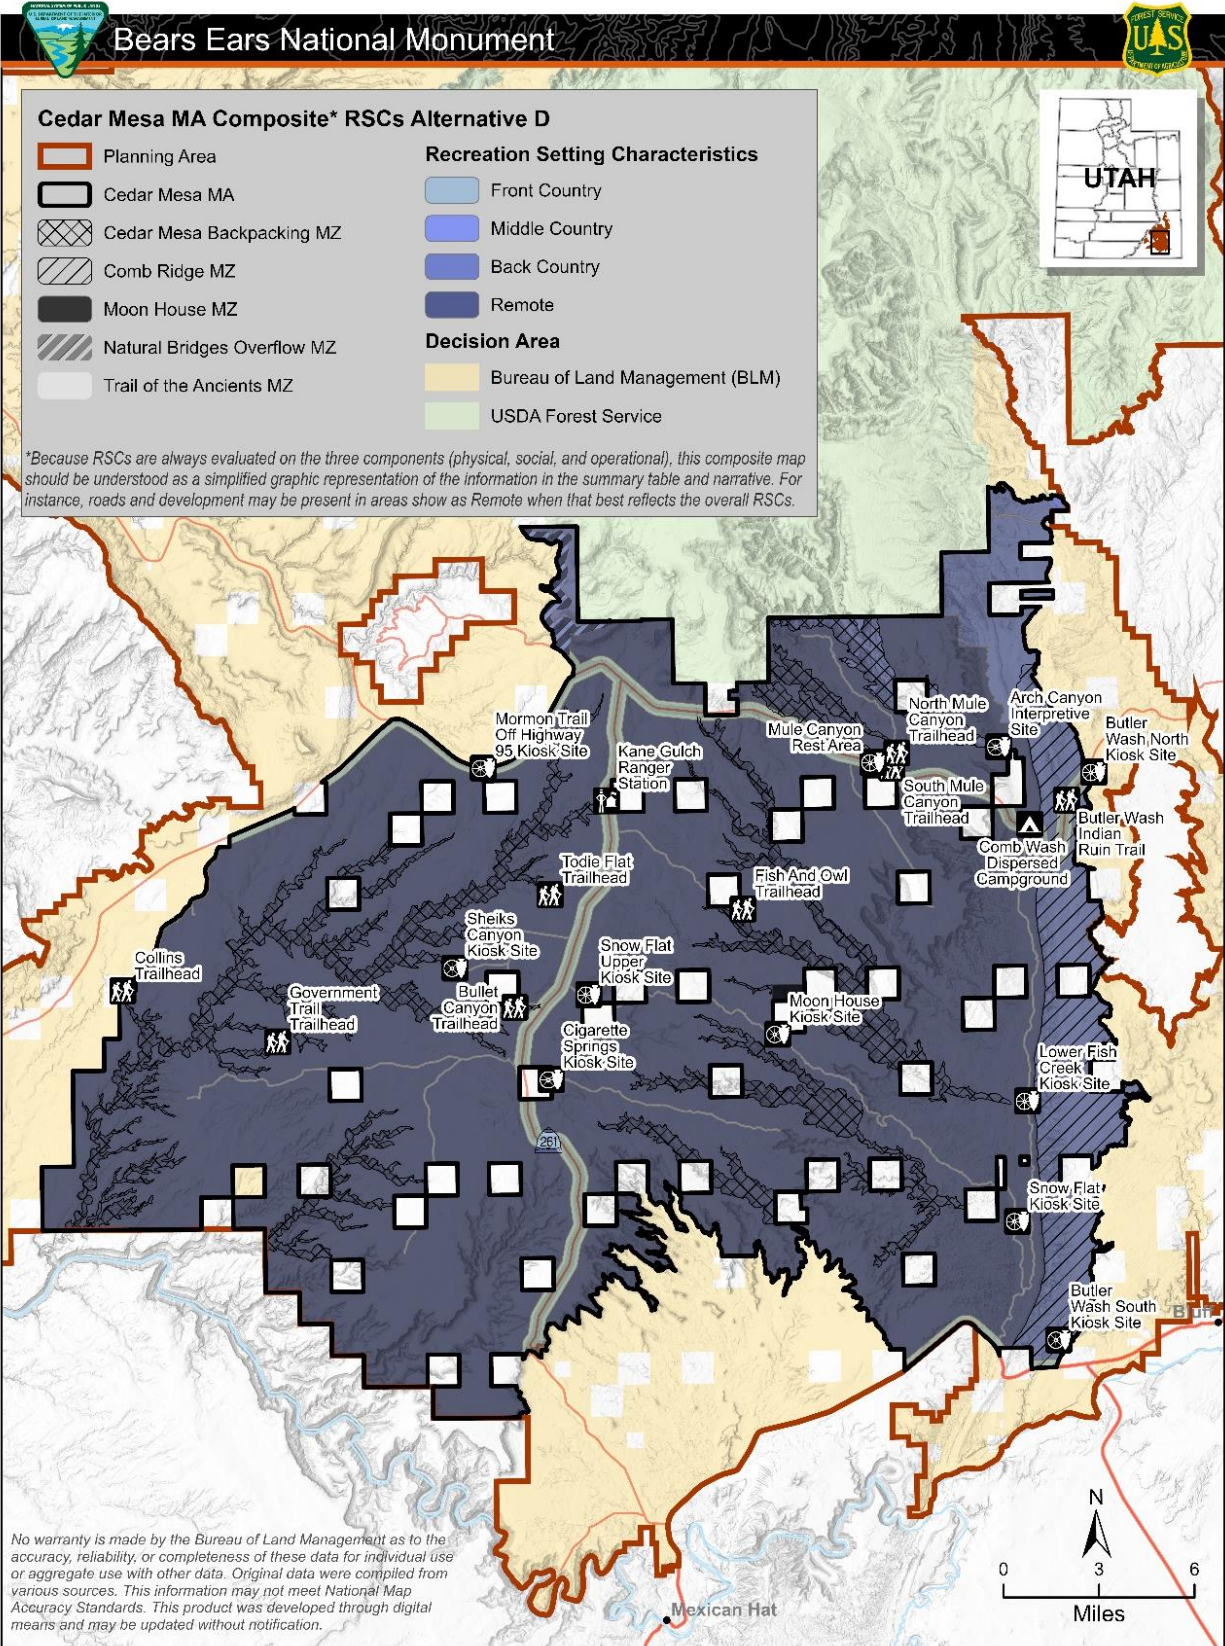 Bears Ears National Monument
FOREST SERVICE
US
DEPARTMENT OF AGRICULTURE
Cedar Mesa MA Composite* RSCs Alternative D
Planning Area
Cedar Mesa MA
Cedar Mesa Backpacking MZ
Comb Ridge MZ
Moon House MZ
Natural Bridges Overflow MZ
Trail of the Ancients MZ
Recreation Setting Characteristics
Front Country
Middle Country
Back Country
Remote
Decision Area
Bureau of Land Management (BLM)
USDA Forest Service
*Because RSCs are always evaluated on the three components (physical, social, and operational), this composite map
should be understood as a simplified graphic representation of the information in the summary table and narrative. For
instance, roads and development may be present in areas show as Remote when that best reflects the overall RSCs.
UTAH
Mormon Trail
Off Highway
95 Kiosk Site
Kane Gulch
Ranger
Station
Mule Canyon
Rest Area
North Mule
Canyon
Trailhead
Arch Canyon
Interpretive
Site
Butler
Wash North
Kiosk Site
South Mule
Canyon
Trailhead
Butler Wash
Indian
Ruin Trail
Comb Wash
Dispersed
Campground
Todie Flat
Trailhead
Fish And Owl
Trailhead
Sheiks
Canyon
Kiosk Site
Snow Flat
Upper
Kiosk Site
Collins
Trailhead
Government
Trail
Trailhead
Bullet
Canyon
Trailhead
Moon House
Kiosk Site
Cigarette
Springs
Kiosk Site
Lower Fish
Creek
Kiosk Site
261
Snow Flat
Kiosk Site
Butler
Wash South
Kiosk Site
Bluff
Mexican Hat
N
0 3 6
Miles
No warranty is made by the Bureau of Land Management as to the
accuracy, reliability, or completeness of these data for individual use
or aggregate use with other data. Original data were compiled from
various sources. This information may not meet National Map
Accuracy Standards. This product was developed through digital
means and may be updated without notification.